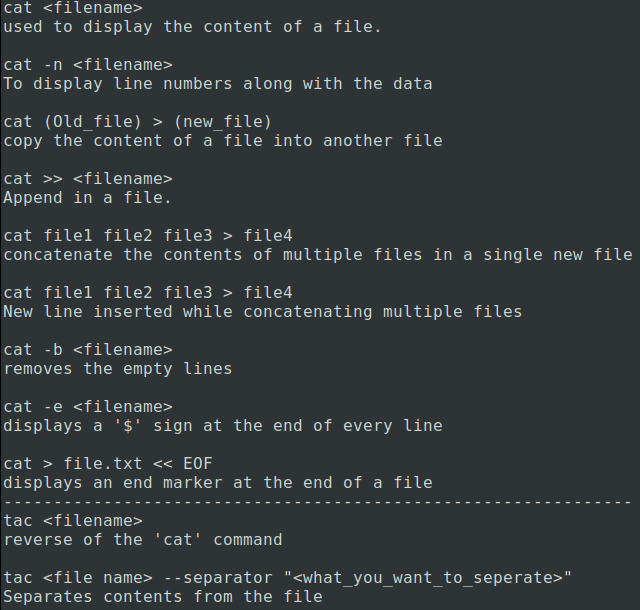 cat <filename>
used to display the content of a file.
cat -n <filename>
To display line numbers along with the data
cat (Old_file) > (new_file)
copy the content of a file into another file
cat >> <filename>
Append in a file.
cat file1 file2 file3 > file4
concatenate the contents of multiple files in a single new file
cat file1 file2 file3 > file4
New line inserted while concatenating multiple files
cat -b <filename>
removes the empty lines
cat -e <filename>
displays a '$' sign at the end of every line
cat > file.txt << EOF
displays an end marker at the end of a file
---------------------------------------------------------------
tac <filename>
reverse of the 'cat' command
tac <file name> --separator "<what_you_want_to_seperate>"
Separates contents from the file